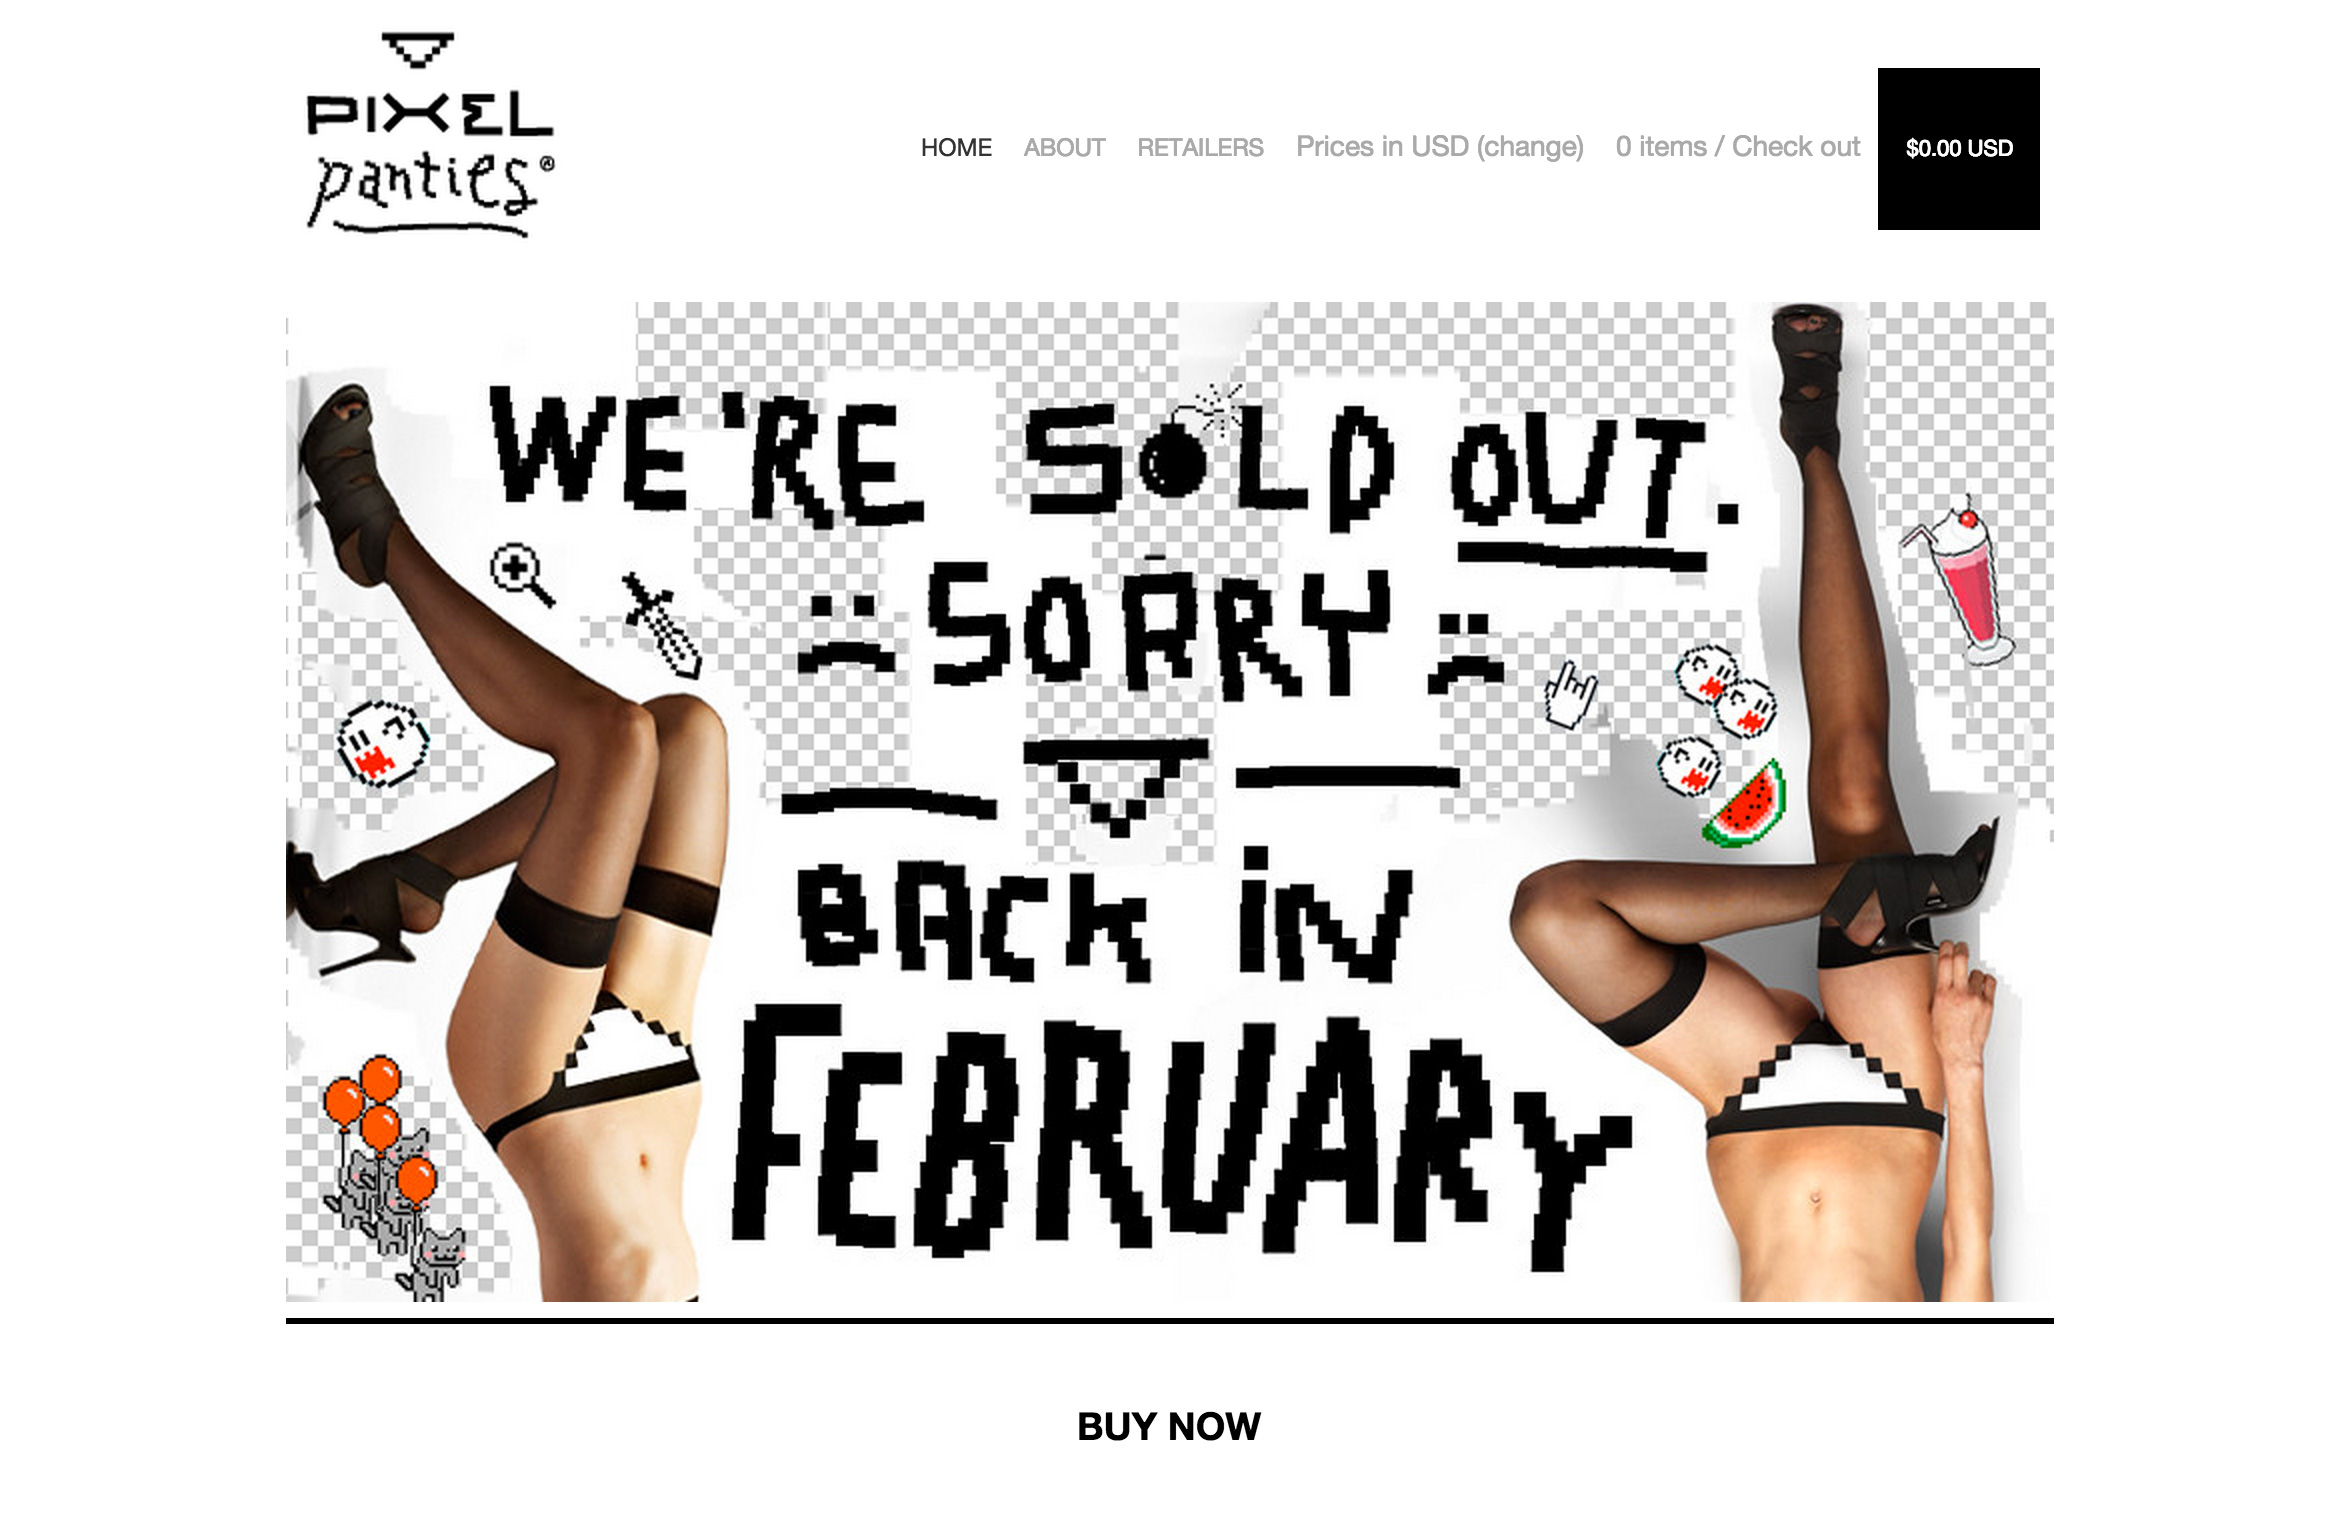 PIXEL
panties®
HOME ABOUT RETAILERS Prices in USD (change) 0 items / Check out $0.00 USD
WE'RE SOLD OUT.
SORRY
BACK iN
FEBRUARY
BUY NOW